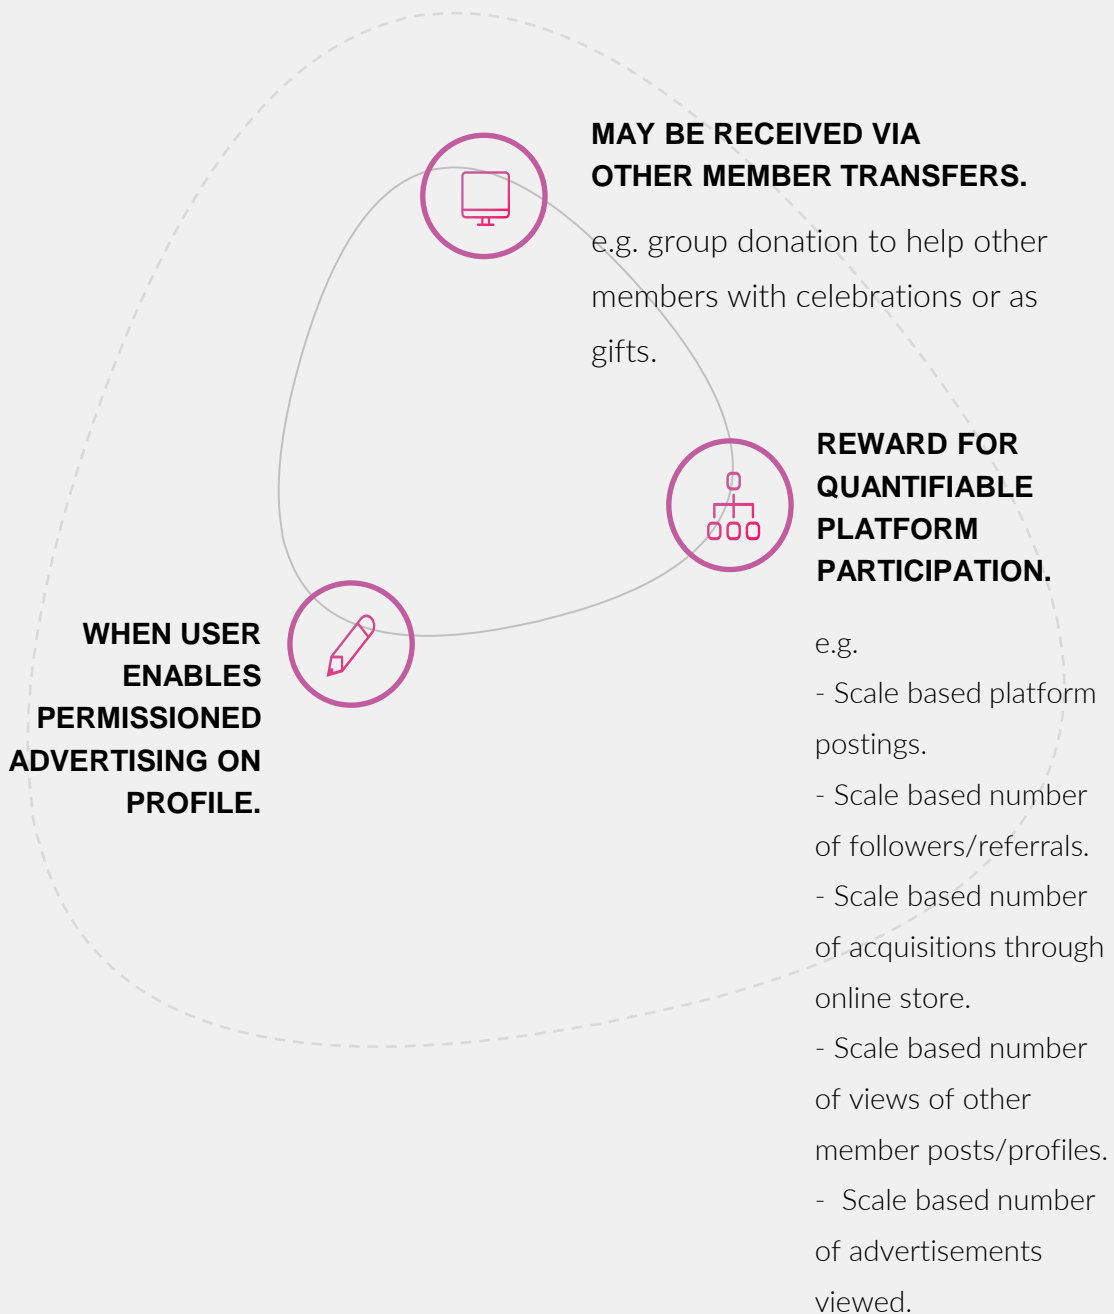 MAY BE RECEIVED VIA
OTHER MEMBER TRANSFERS.
e.g. group donation to help other
members with celebrations or as
gifts.
REWARD FOR
QUANTIFIABLE
PLATFORM
PARTICIPATION.
e.g.
- Scale based platform
postings.
- Scale based number
of followers/referrals.
- Scale based number
of acquisitions through
online store.
- Scale based number
of views of other
member posts/profiles.
- Scale based number
of advertisements
viewed.
WHEN USER
ENABLES
PERMISSIONED
ADVERTISING ON
PROFILE.